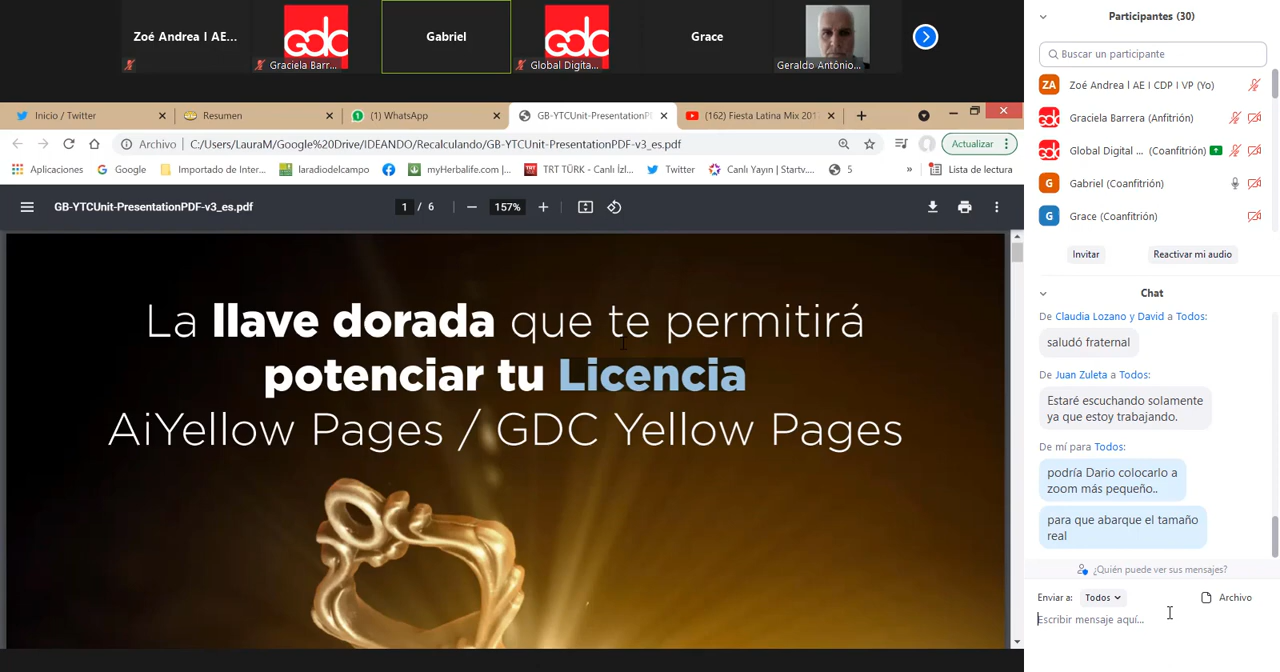 Zoé Andrea l AE...
gdc
Graciela Barr...
Gabriel
gdc
Global Digita...
Grace
Geraldo Antônio...
Inicio / Twitter
Resumen
(1) WhatsApp
GB-YTCUnit-PresentationP
(162) Fiesta Latina Mix 201
Archivo
C:/Users/LauraM/Google%20Drive/IDEANDO/Recalculando/GB-YTCUnit-PresentationPDF-v3_es.pdf
Actualizar
Aplicaciones
Google
Importado de Inter...
laradiodelcampo
myHerbalife.com |...
TRT TÜRK - Canlı İzl...
Twitter
Canlı Yayın | Startv....
5
»
Lista de lectura
GB-YTCUnit-PresentationPDF-v3_es.pdf
1 / 6
157%
La llave dorada que te permitirá
potenciar tu Licencia
AiYellow Pages / GDC Yellow Pages
Participantes (30)
Buscar un participante
ZA Zoé Andrea l AE l CDP l VP (Yo)
gdc Graciela Barrera (Anfitrión)
gdc Global Digital ... (Coanfitrión)
G Gabriel (Coanfitrión)
G Grace (Coanfitrión)
Invitar
Reactivar mi audio
Chat
De Claudia Lozano y David a Todos:
saludó fraternal
De Juan Zuleta a Todos:
Estaré escuchando solamente
ya que estoy trabajando.
De mí para Todos:
podría Dario colocarlo a
zoom más pequeño..
para que abarque el tamaño
real
¿Quién puede ver sus mensajes?
Enviar a: Todos
Archivo
Escribir mensaje aquí...